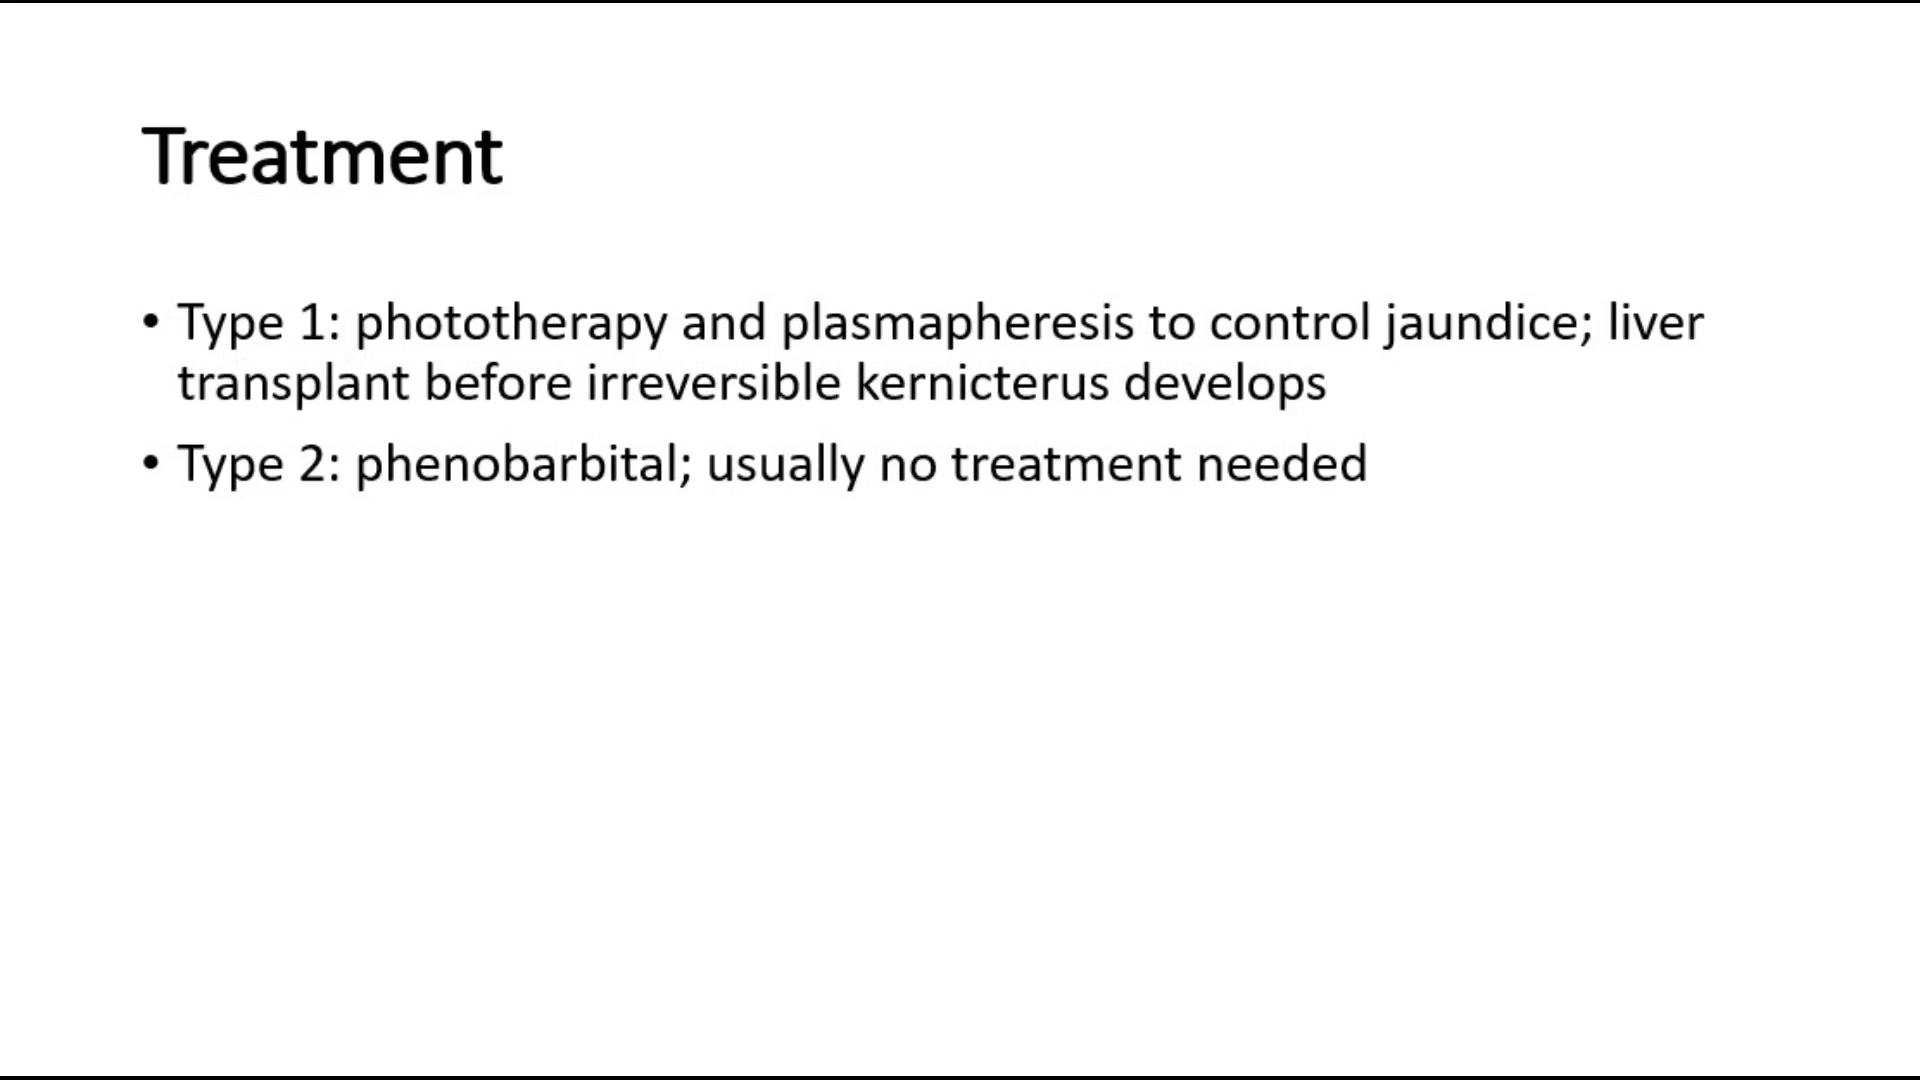 Treatment
• Type 1: phototherapy and plasmapheresis to control jaundice; liver
transplant before irreversible kernicterus develops
• Type 2: phenobarbital; usually no treatment needed